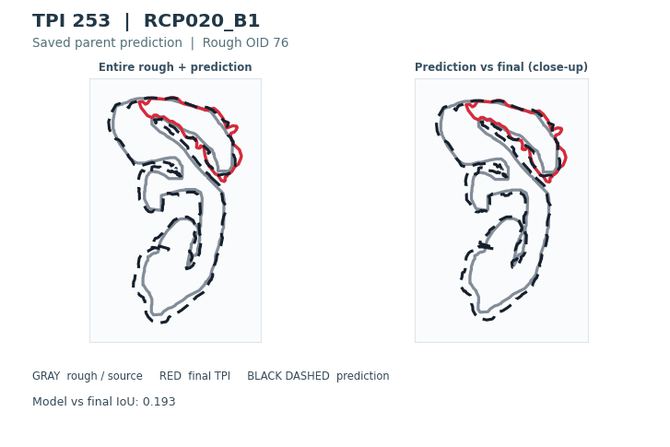 TPI 253 | RCP020_B1
Saved parent prediction | Rough OID 76
Entire rough + prediction
Prediction vs final (close-up)
GRAY rough / source RED final TPI BLACK DASHED prediction
Model vs final IoU: 0.193